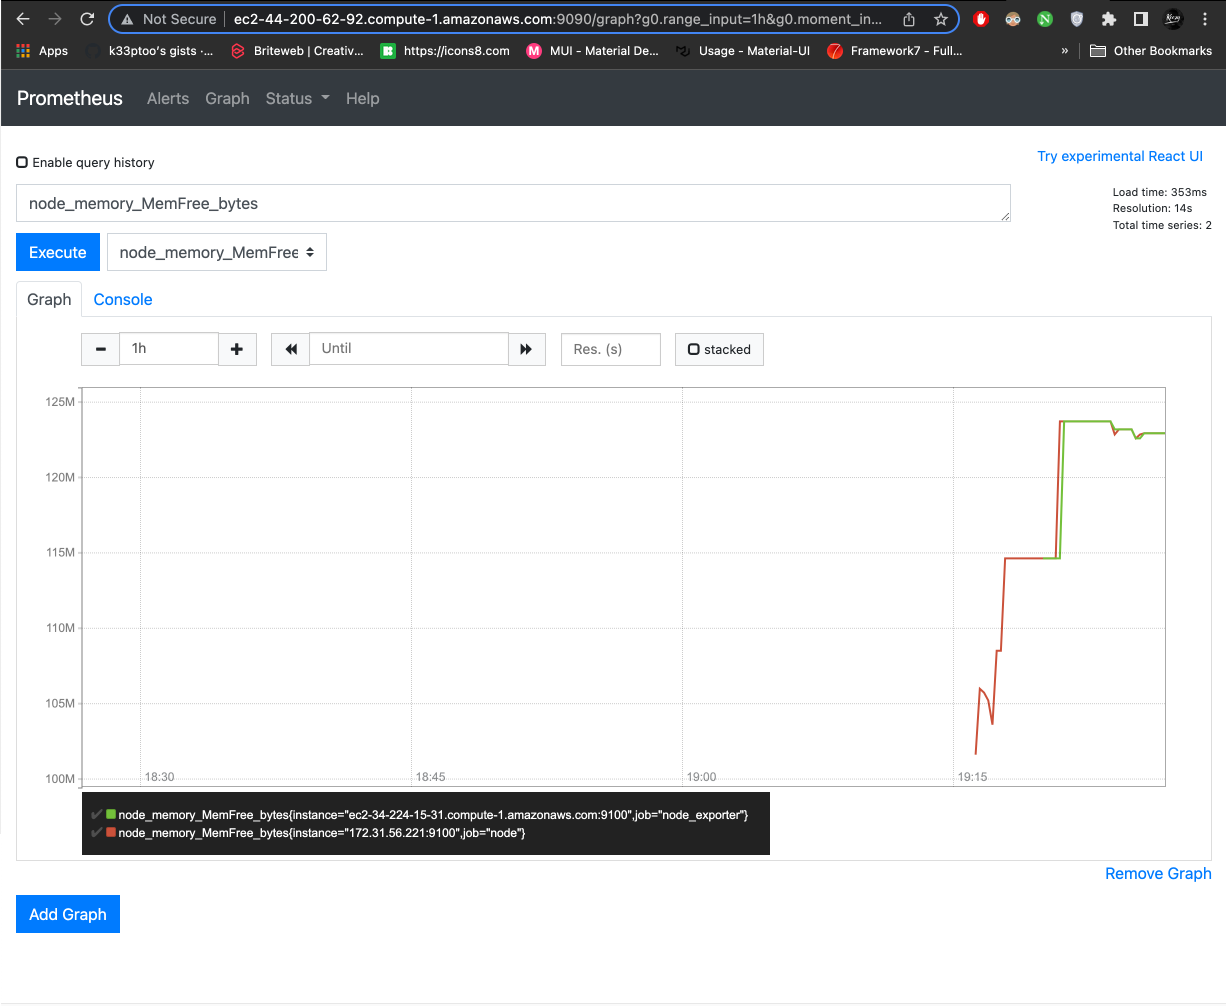 Not Secure ec2-44-200-62-92.compute-1.amazonaws.com:9090/graph?g0.range_input=1h&g0.moment_in...
Apps k33ptoo's gists ·... Briteweb | Creativ... https://icons8.com MUI - Material De... Usage - Material-UI Framework7 - Full... » Other Bookmarks
Prometheus Alerts Graph Status Help
Enable query history
Try experimental React UI
node_memory_MemFree_bytes
Load time: 353ms
Resolution: 14s
Total time series: 2
Execute node_memory_MemFree
Graph Console
1h Until Res. (s) stacked
125M
120M
115M
110M
105M
100M
18:30 18:45 19:00 19:15
node_memory_MemFree_bytes{instance="ec2-34-224-15-31.compute-1.amazonaws.com:9100",job="node_exporter"}
node_memory_MemFree_bytes{instance="172.31.56.221:9100",job="node"}
Remove Graph
Add Graph